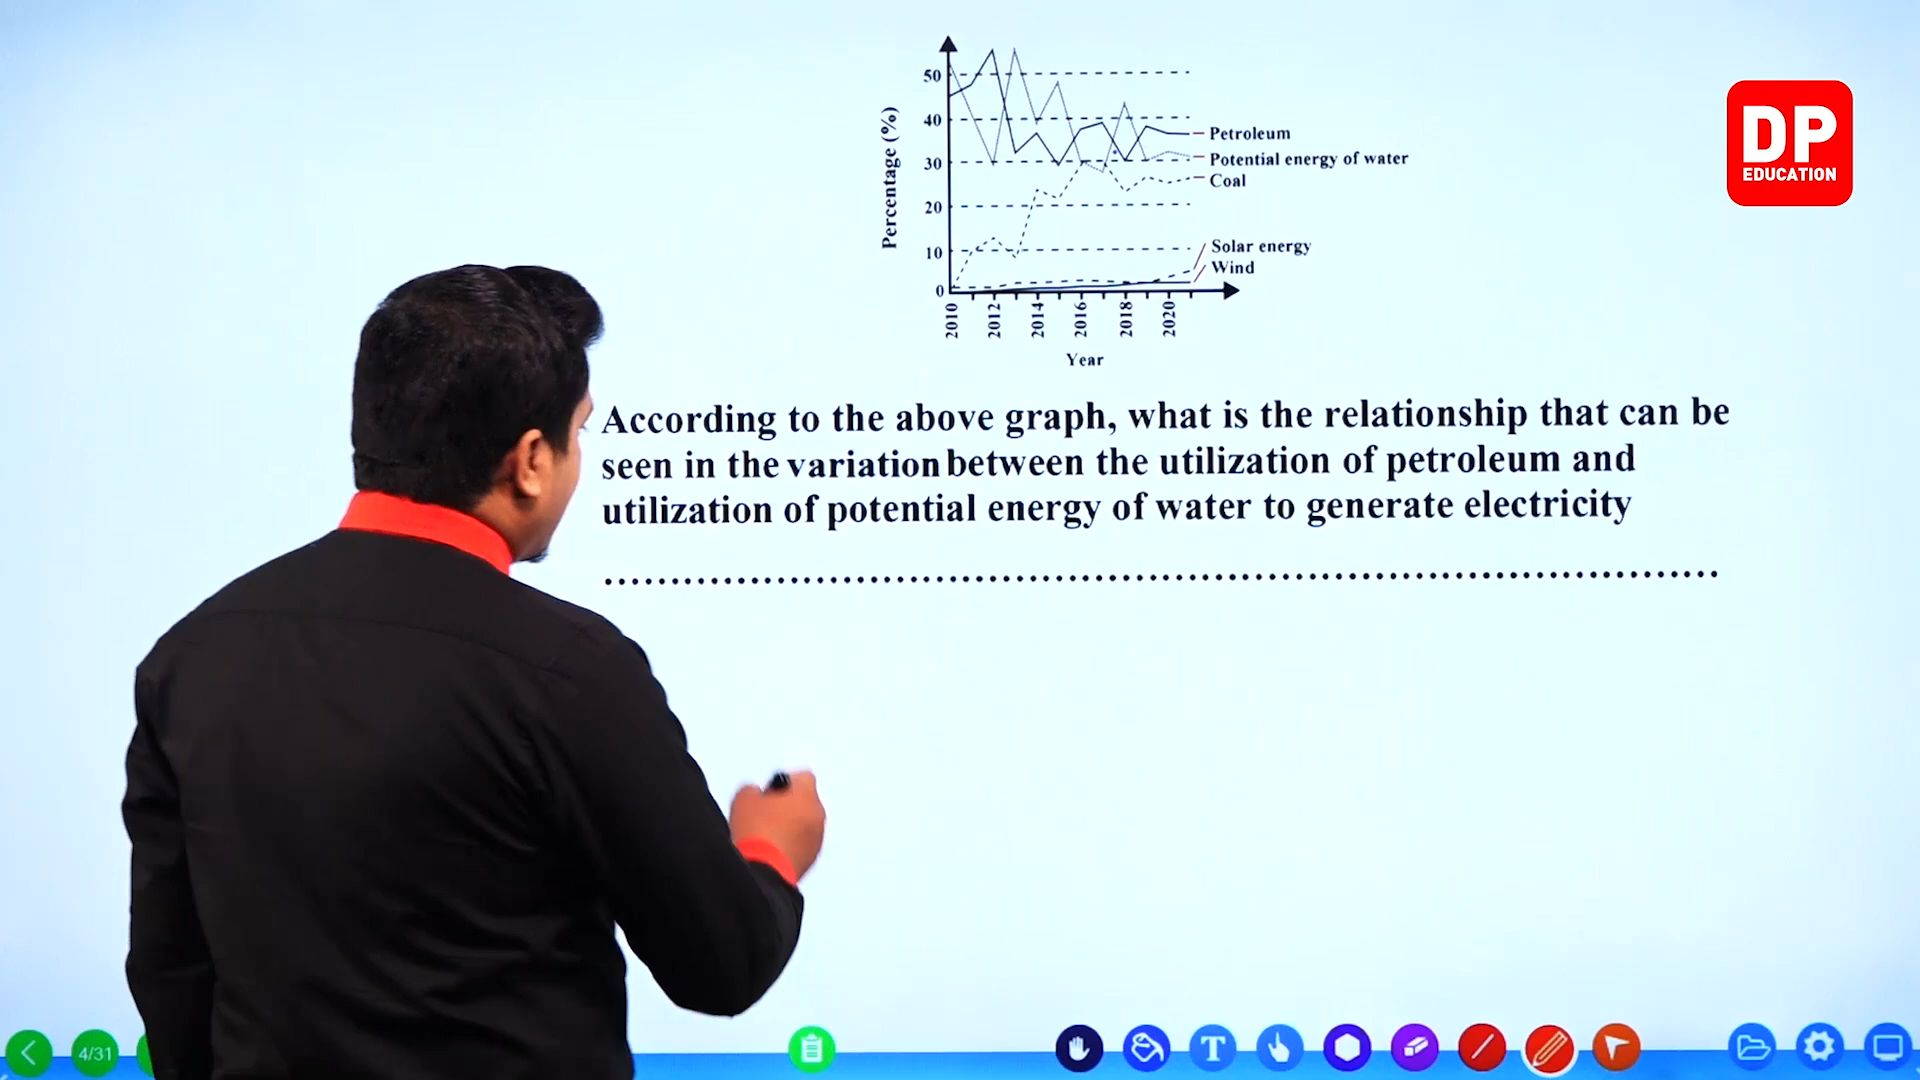 50
40
30
20
10
0
Percentage (%)
Petroleum
Potential energy of water
Coal
Solar energy
Wind
2010
2012
2014
2016
2018
2020
Year
DP
EDUCATION
According to the above graph, what is the relationship that can be
seen in the variation between the utilization of petroleum and
utilization of potential energy of water to generate electricity
................................................................................
4/31
T